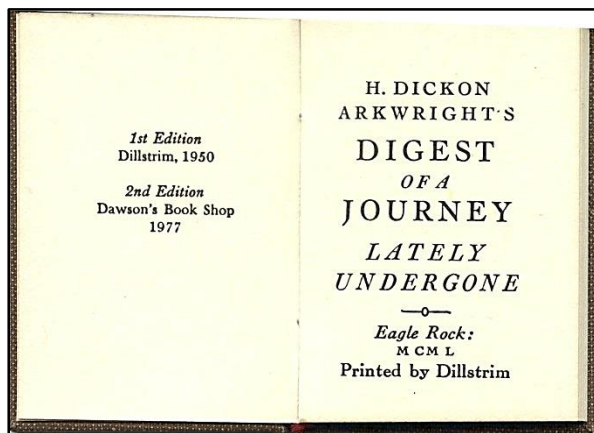 1st Edition
Dillstrim, 1950
2nd Edition
Dawson's Book Shop
1977
H. DICKON
ARKWRIGHT'S
DIGEST
OF A
JOURNEY
LATELY
UNDERGONE
Eagle Rock:
MCML
Printed by Dillstrim